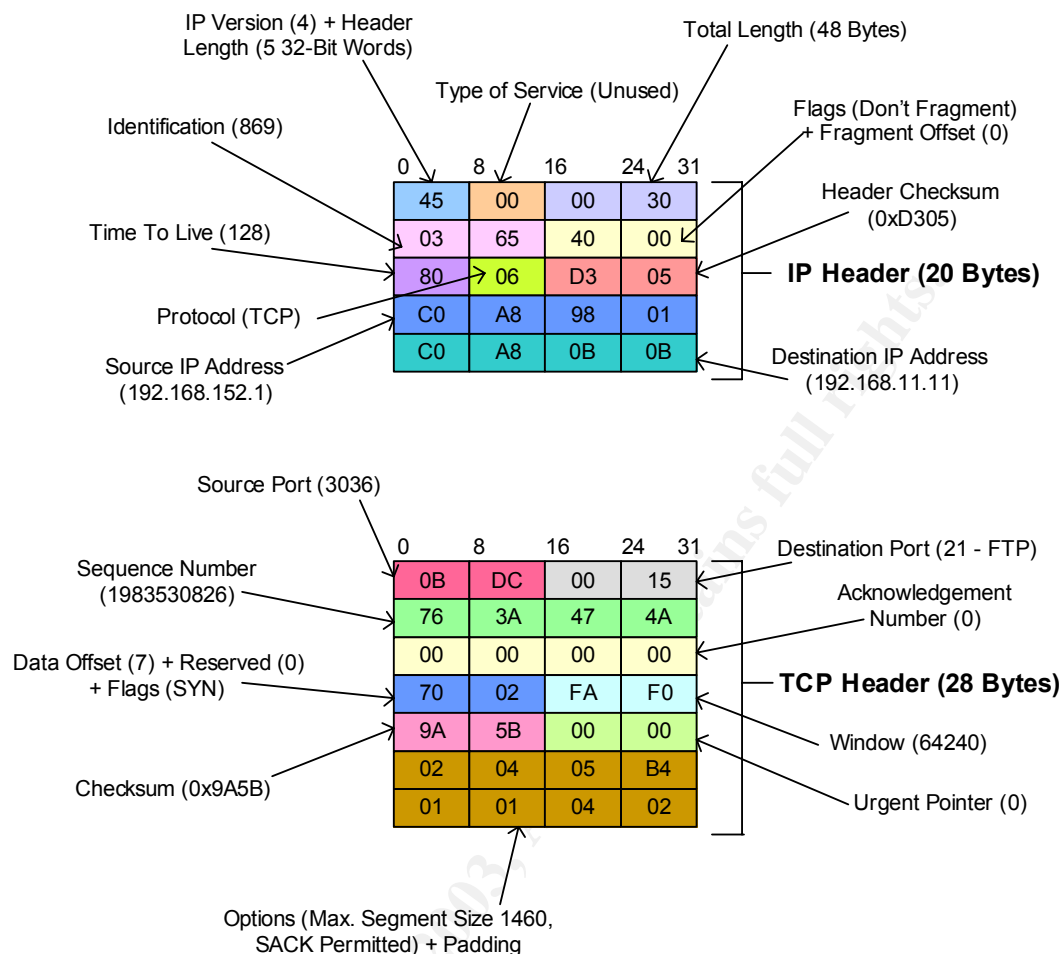 IP Version (4) + Header
Length (5 32-Bit Words)
Total Length (48 Bytes)
Type of Service (Unused)
Flags (Don't Fragment)
+ Fragment Offset (0)
Identification (869)
0 8 16 24 31
Header Checksum
(0xD305)
45 00 00 30
03 65 40 00
80 06 D3 05
C0 A8 98 01
C0 A8 0B 0B
Time To Live (128)
IP Header (20 Bytes)
Protocol (TCP)
Source IP Address
(192.168.152.1)
Destination IP Address
(192.168.11.11)
Source Port (3036)
0 8 16 24 31
Destination Port (21 - FTP)
Sequence Number
(1983530826)
Acknowledgement
Number (0)
0B DC 00 15
76 3A 47 4A
00 00 00 00
70 02 FA F0
9A 5B 00 00
02 04 05 B4
01 01 04 02
Data Offset (7) + Reserved (0)
+ Flags (SYN)
TCP Header (28 Bytes)
Window (64240)
Checksum (0x9A5B)
Urgent Pointer (0)
Options (Max. Segment Size 1460,
SACK Permitted) + Padding
2003, tains full rights.